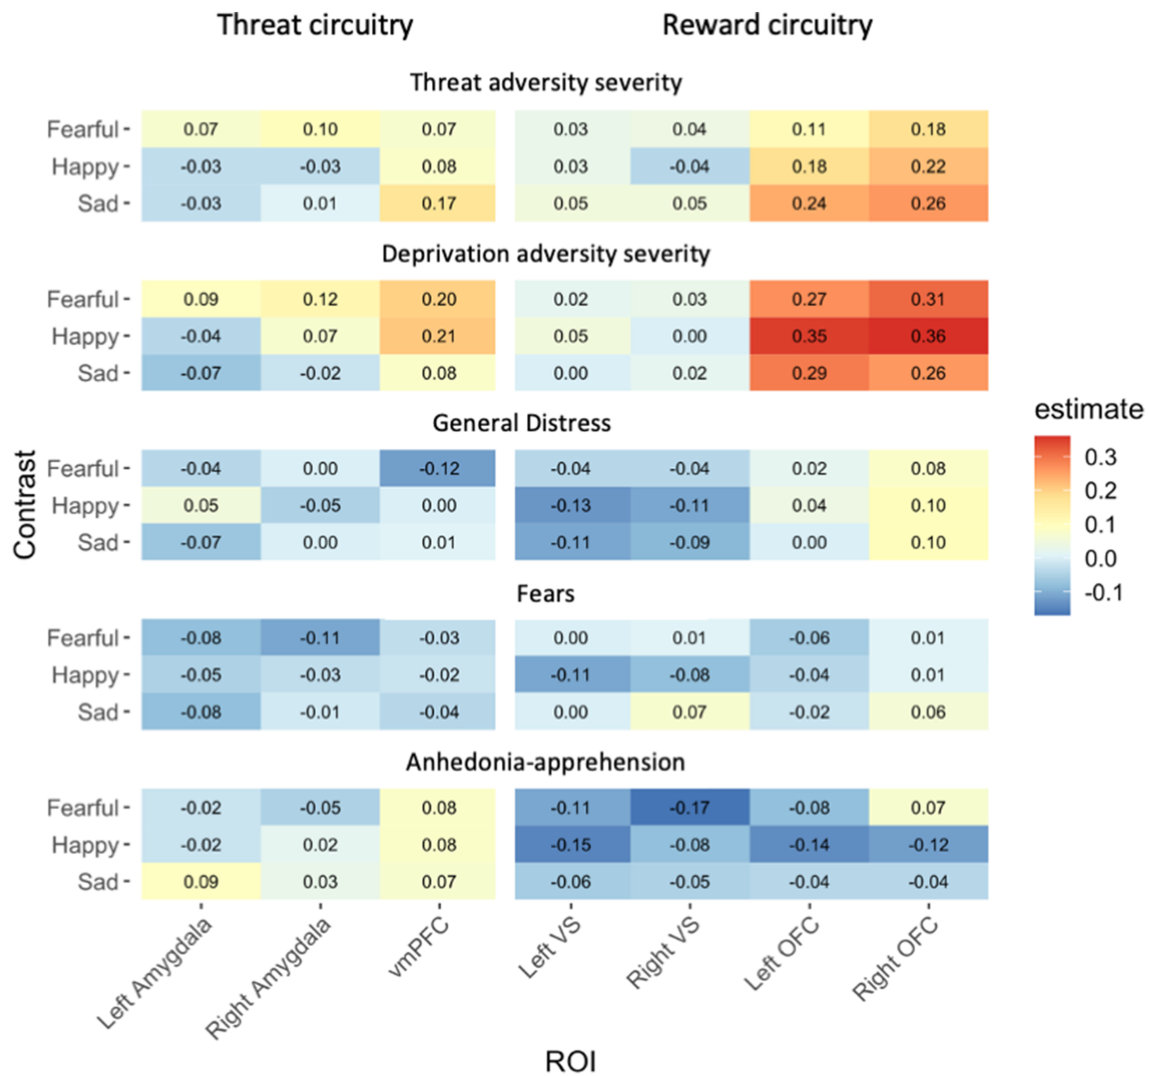 Threat circuitry Reward circuitry
Threat adversity severity
Fearful 0.07 0.10 0.07 0.03 0.04 0.11 0.18
Happy -0.03 -0.03 0.08 0.03 -0.04 0.18 0.22
Sad -0.03 0.01 0.17 0.05 0.05 0.24 0.26
Deprivation adversity severity
Fearful 0.09 0.12 0.20 0.02 0.03 0.27 0.31
Happy -0.04 0.07 0.21 0.05 0.00 0.35 0.36
Sad -0.07 -0.02 0.08 0.00 0.02 0.29 0.26
General Distress
Fearful -0.04 0.00 -0.12 -0.04 -0.04 0.02 0.08
Happy 0.05 -0.05 0.00 -0.13 -0.11 0.04 0.10
Sad -0.07 0.00 0.01 -0.11 -0.09 0.00 0.10
Fears
Fearful -0.08 -0.11 -0.03 0.00 0.01 -0.06 0.01
Happy -0.05 -0.03 -0.02 -0.11 -0.08 -0.04 0.01
Sad -0.08 -0.01 -0.04 0.00 0.07 -0.02 0.06
Anhedonia-apprehension
Fearful -0.02 -0.05 0.08 -0.11 -0.17 -0.08 0.07
Happy -0.02 0.02 0.08 -0.15 -0.08 -0.14 -0.12
Sad 0.09 0.03 0.07 -0.06 -0.05 -0.04 -0.04
Left Amygdala Right Amygdala vmPFC Left VS Right VS Left OFC Right OFC
ROI
Contrast
estimate
0.3
0.2
0.1
0.0
-0.1